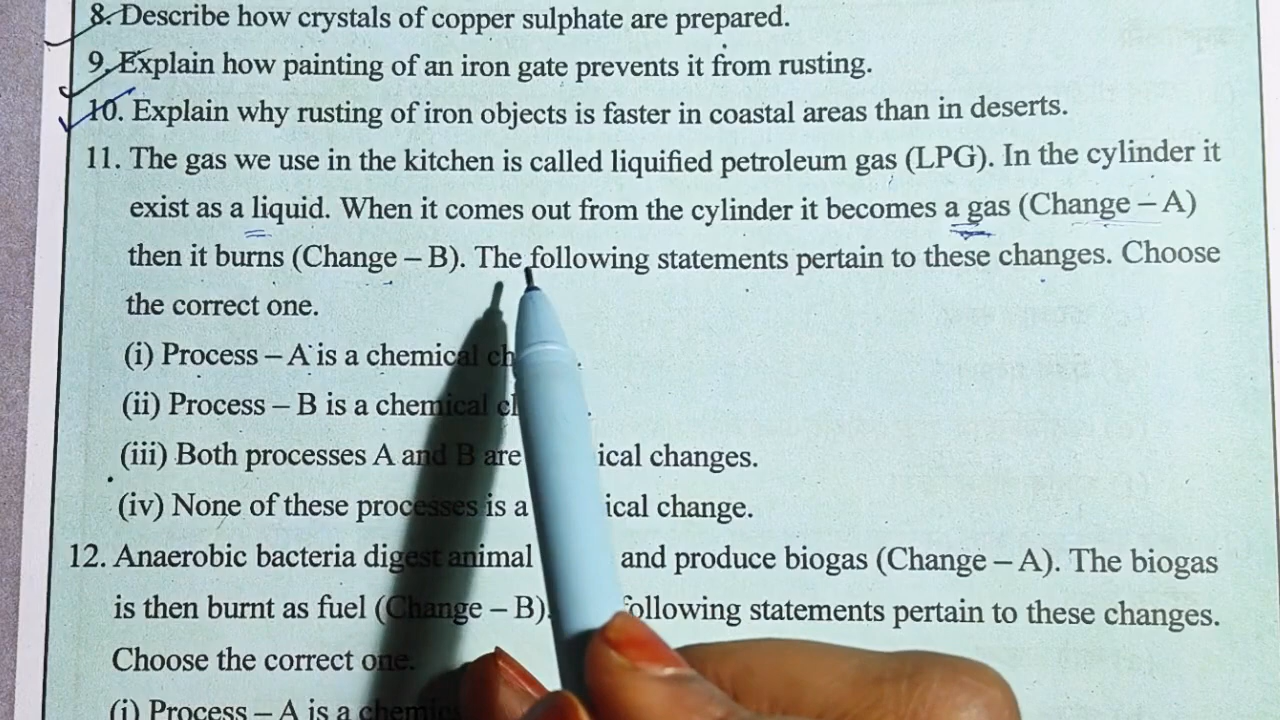 8. Describe how crystals of copper sulphate are prepared.
9. Explain how painting of an iron gate prevents it from rusting.
10. Explain why rusting of iron objects is faster in coastal areas than in deserts.
11. The gas we use in the kitchen is called liquified petroleum gas (LPG). In the cylinder it
exist as a liquid. When it comes out from the cylinder it becomes a gas (Change – A)
then it burns (Change – B). The following statements pertain to these changes. Choose
the correct one.
(i) Process – A is a chemical
(ii) Process – B is a chemical
(iii) Both processes A and B are ical changes.
(iv) None of these processes is a ical change.
12. Anaerobic bacteria digest animal and produce biogas (Change – A). The biogas
is then burnt as fuel (Change – B). following statements pertain to these changes.
Choose the correct one.
(i) Process – A is a